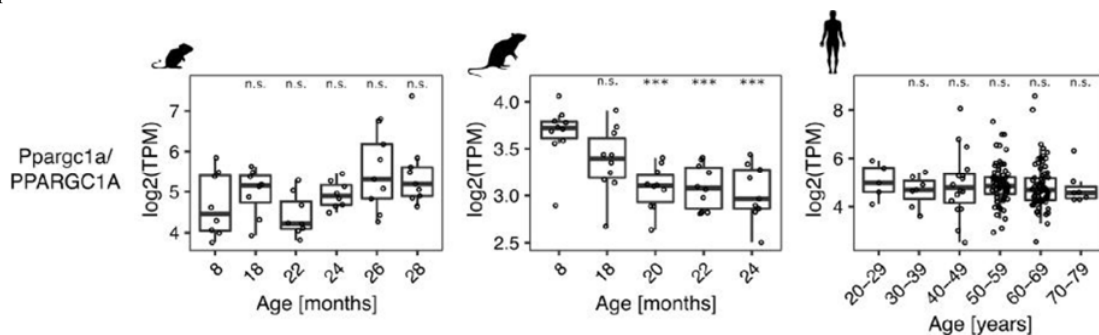 Ppargc1a/
PPARGC1A
log2(TPM)
7
6
5
4
n.s. n.s. n.s. n.s. n.s.
8 18 22 24 26 28
Age [months]
log2(TPM)
4.0
3.5
3.0
2.5
n.s. *** *** ***
8 18 20 22 24
Age [months]
log2(TPM)
8
6
4
n.s. n.s. n.s. n.s. n.s.
20–29 30–39 40–49 50–59 60–69 70–79
Age [years]